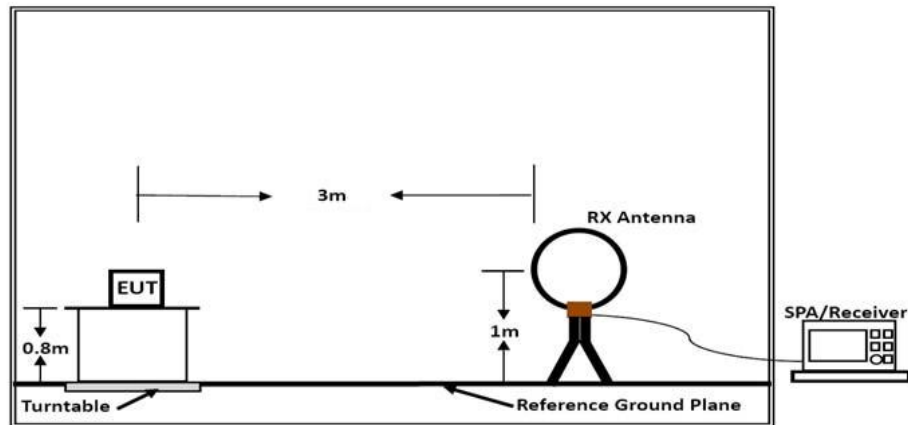 3m
RX Antenna
EUT
1m
SPA/Receiver
0.8m
Turntable
Reference Ground Plane